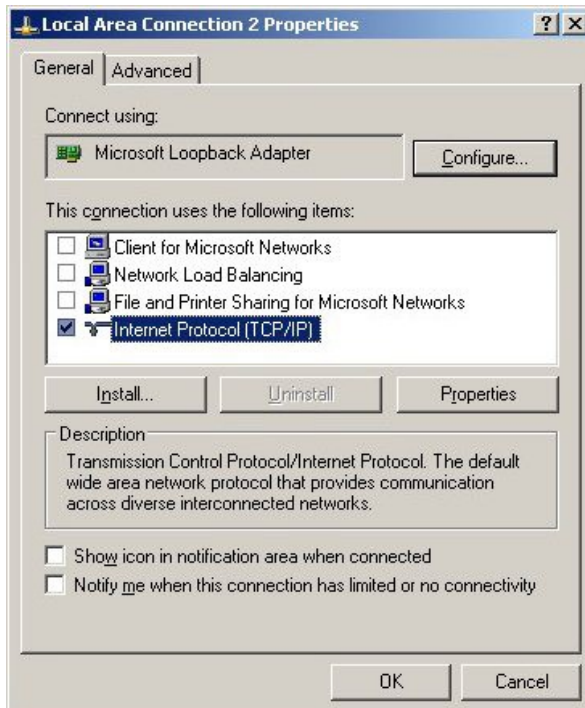 Local Area Connection 2 Properties
General Advanced
Connect using:
Microsoft Loopback Adapter Configure...
This connection uses the following items:
Client for Microsoft Networks
Network Load Balancing
File and Printer Sharing for Microsoft Networks
Internet Protocol (TCP/IP)
Install... Uninstall Properties
Description
Transmission Control Protocol/Internet Protocol. The default
wide area network protocol that provides communication
across diverse interconnected networks.
Show icon in notification area when connected
Notify me when this connection has limited or no connectivity
OK Cancel